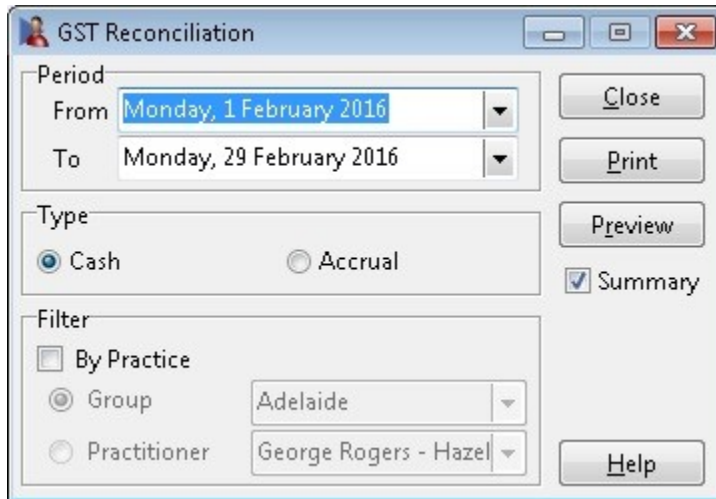 GST Reconciliation
Period
From Monday, 1 February 2016
To Monday, 29 February 2016
Type
Cash Accrual
Filter
By Practice
Group Adelaide
Practitioner George Rogers - Hazel
Close
Print
Preview
Summary
Help